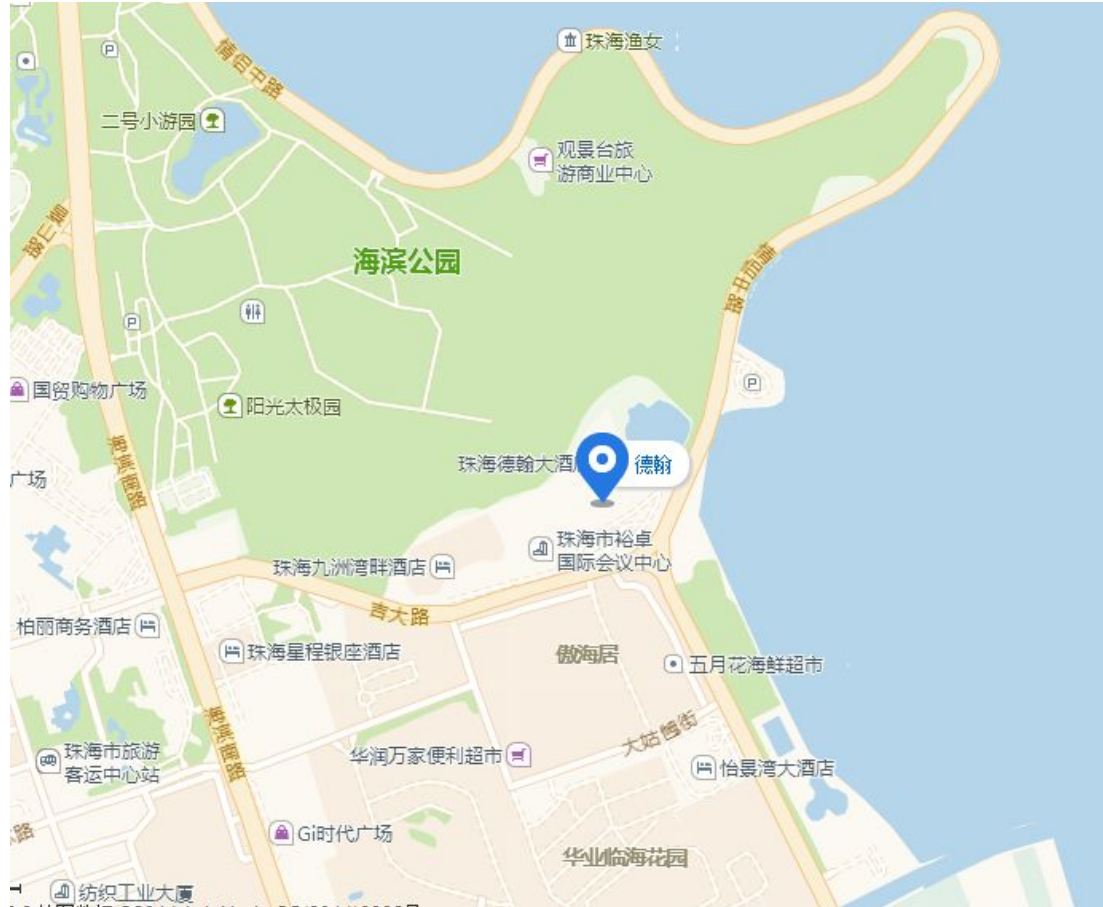 珠海渔女
情侣中路
二号小游园
P
观景台旅
游商业中心
海滨公园
情侣中路
P
国贸购物广场
P
阳光太极园
广场
珠海德翰大酒
德翰
珠海市裕卓
国际会议中心
珠海九洲湾畔酒店
吉大路
柏丽商务酒店
珠海星程银座酒店
傲海居
五月花海鲜超市
大姑乸街
珠海市旅游
客运中心站
华润万家便利超市
怡景湾大酒店
路
Gi时代广场
华业临海花园
纺织工业大厦